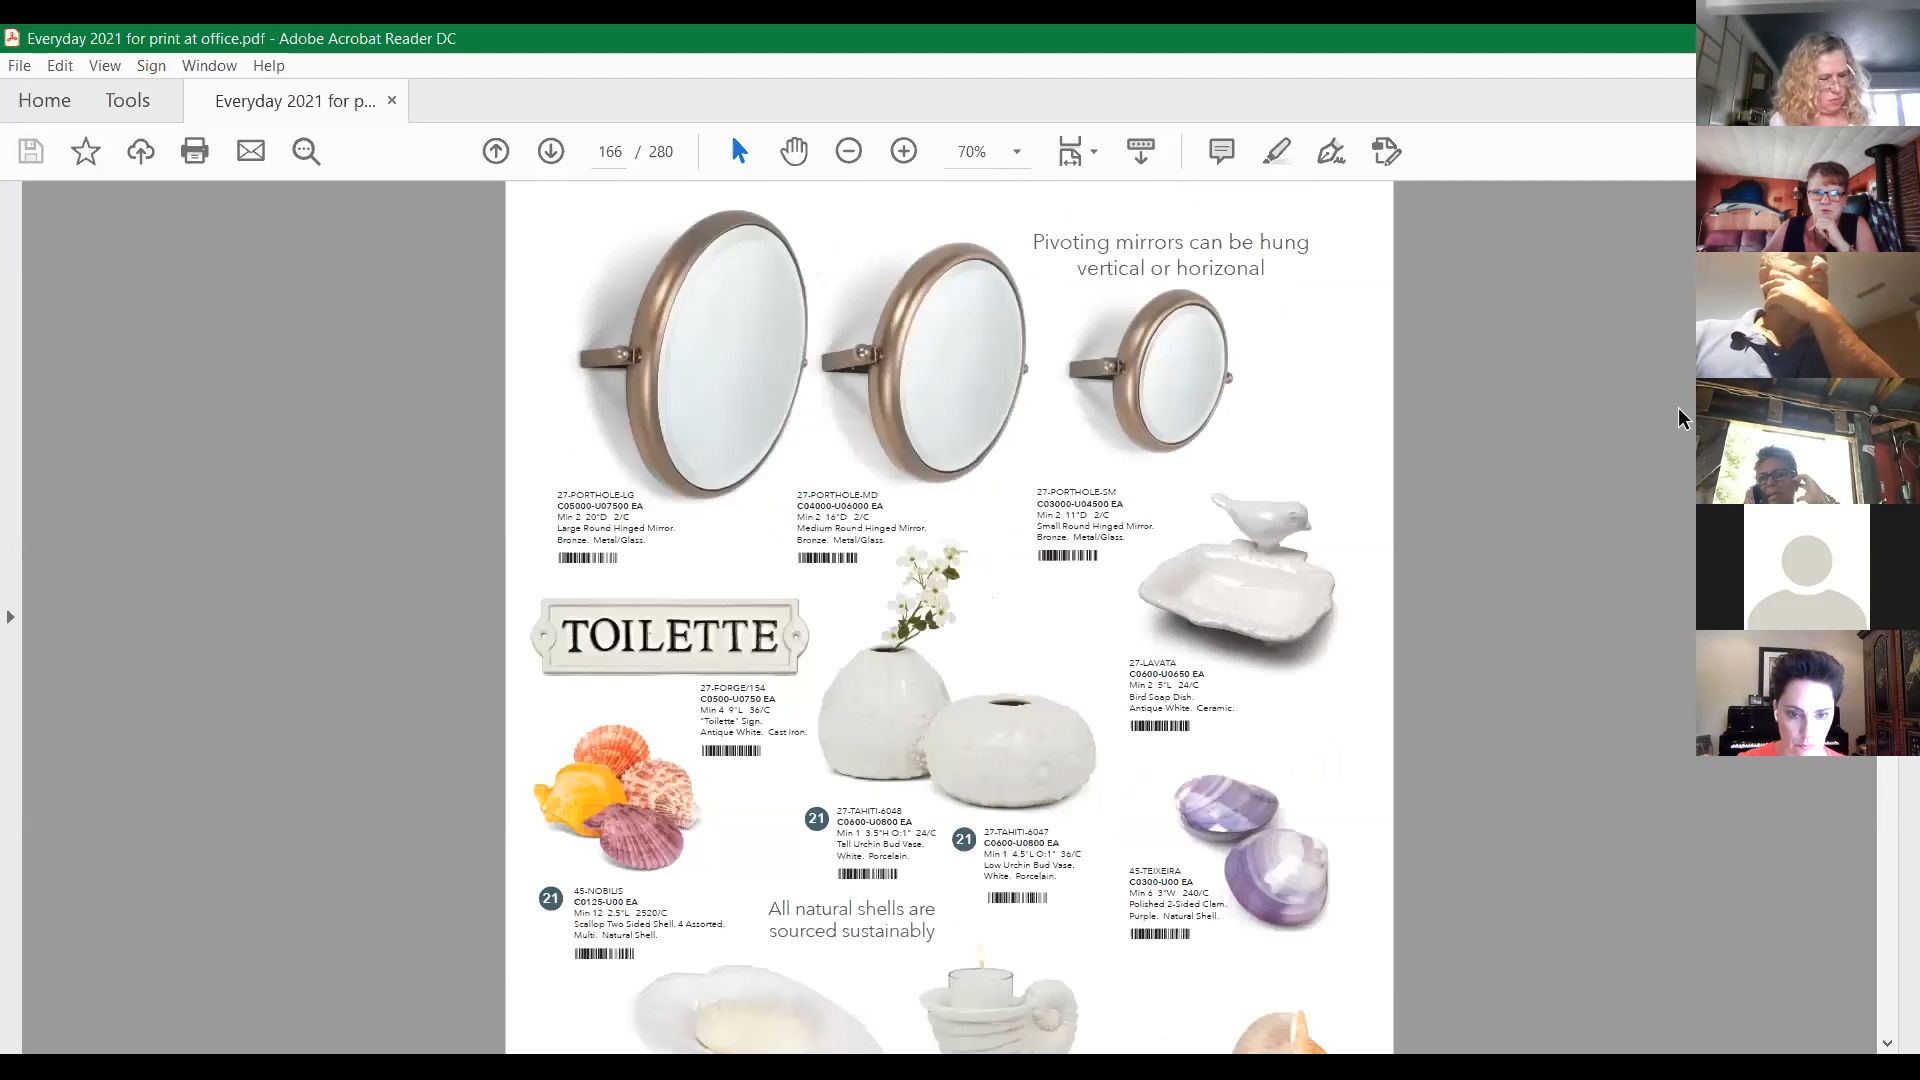 Everyday 2021 for print at office.pdf - Adobe Acrobat Reader DC
File Edit View Sign Window Help
Home Tools Everyday 2021 for p... ×
166 / 280 70%
Pivoting mirrors can be hung
vertical or horizonal
27-PORTHOLE-LG
C05000-U07500 EA
Min 2 20"D 2/C
Large Round Hinged Mirror.
Bronze. Metal/Glass.
27-PORTHOLE-MD
C04000-U06000 EA
Min 2 16"D 2/C
Medium Round Hinged Mirror.
Bronze. Metal/Glass.
27-PORTHOLE-SM
C03000-U04500 EA
Min 2 11"D 2/C
Small Round Hinged Mirror.
Bronze. Metal/Glass.
TOILETTE
27-FORGE/154
C0500-U0750 EA
Min 4 9"L 36/C
"Toilette" Sign.
Antique White. Cast Iron.
27-LAVATA
C0600-U0650 EA
Min 2 5"L 24/C
Bird Soap Dish.
Antique White. Ceramic.
21
27-TAHITI-6048
C0600-U0800 EA
Min 1 3.5"H O:1" 24/C
Tall Urchin Bud Vase.
White. Porcelain.
21
27-TAHITI-6047
C0600-U0800 EA
Min 1 4.5"L O:1" 36/C
Low Urchin Bud Vase.
White. Porcelain.
45-TEIXEIRA
C0300-U00 EA
Min 6 3"W 240/C
Polished 2-Sided Clam.
Purple. Natural Shell.
21
45-NOBILIS
C0125-U00 EA
Min 12 2.5"L 2520/C
Scallop Two Sided Shell. 4 Assorted.
Multi. Natural Shell.
All natural shells are
sourced sustainably